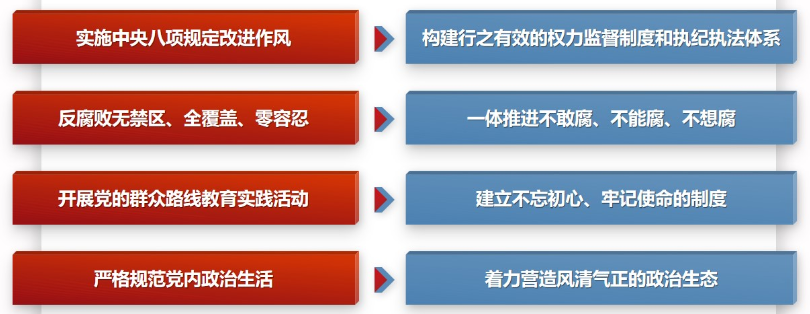 实施中央八项规定改进作风
构建行之有效的权力监督制度和执纪执法体系
反腐败无禁区、全覆盖、零容忍
一体推进不敢腐、不能腐、不想腐
开展党的群众路线教育实践活动
建立不忘初心、牢记使命的制度
严格规范党内政治生活
着力营造风清气正的政治生态